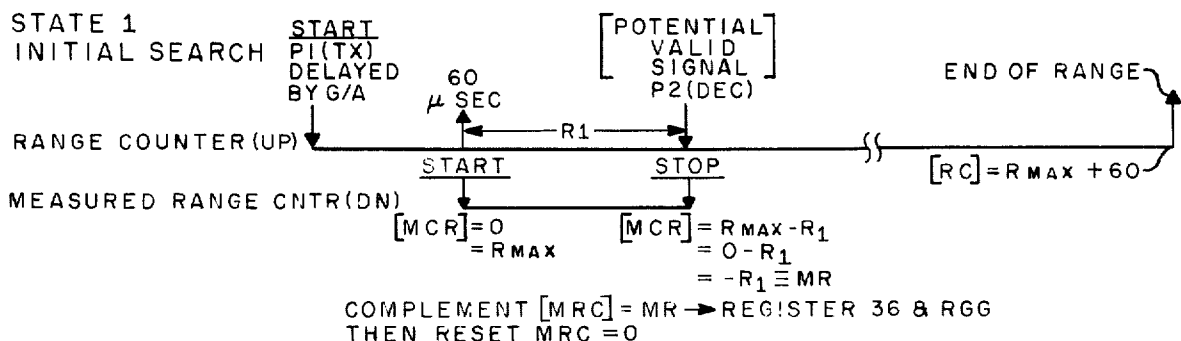 STATE 1
INITIAL SEARCH
START
P1(TX)
DELAYED
BY G/A
60
μ SEC
[POTENTIAL
VALID
SIGNAL
P2(DEC)]
END OF RANGE
R1
RANGE COUNTER(UP)
START
STOP
[RC]=RMAX +60
MEASURED RANGE CNTR(DN)
[MCR]=0
=RMAX
[MCR]=RMAX-R1
=0-R1
=-R1≡MR
COMPLEMENT [MRC]=MR→REGISTER 36 & RGG
THEN RESET MRC=0